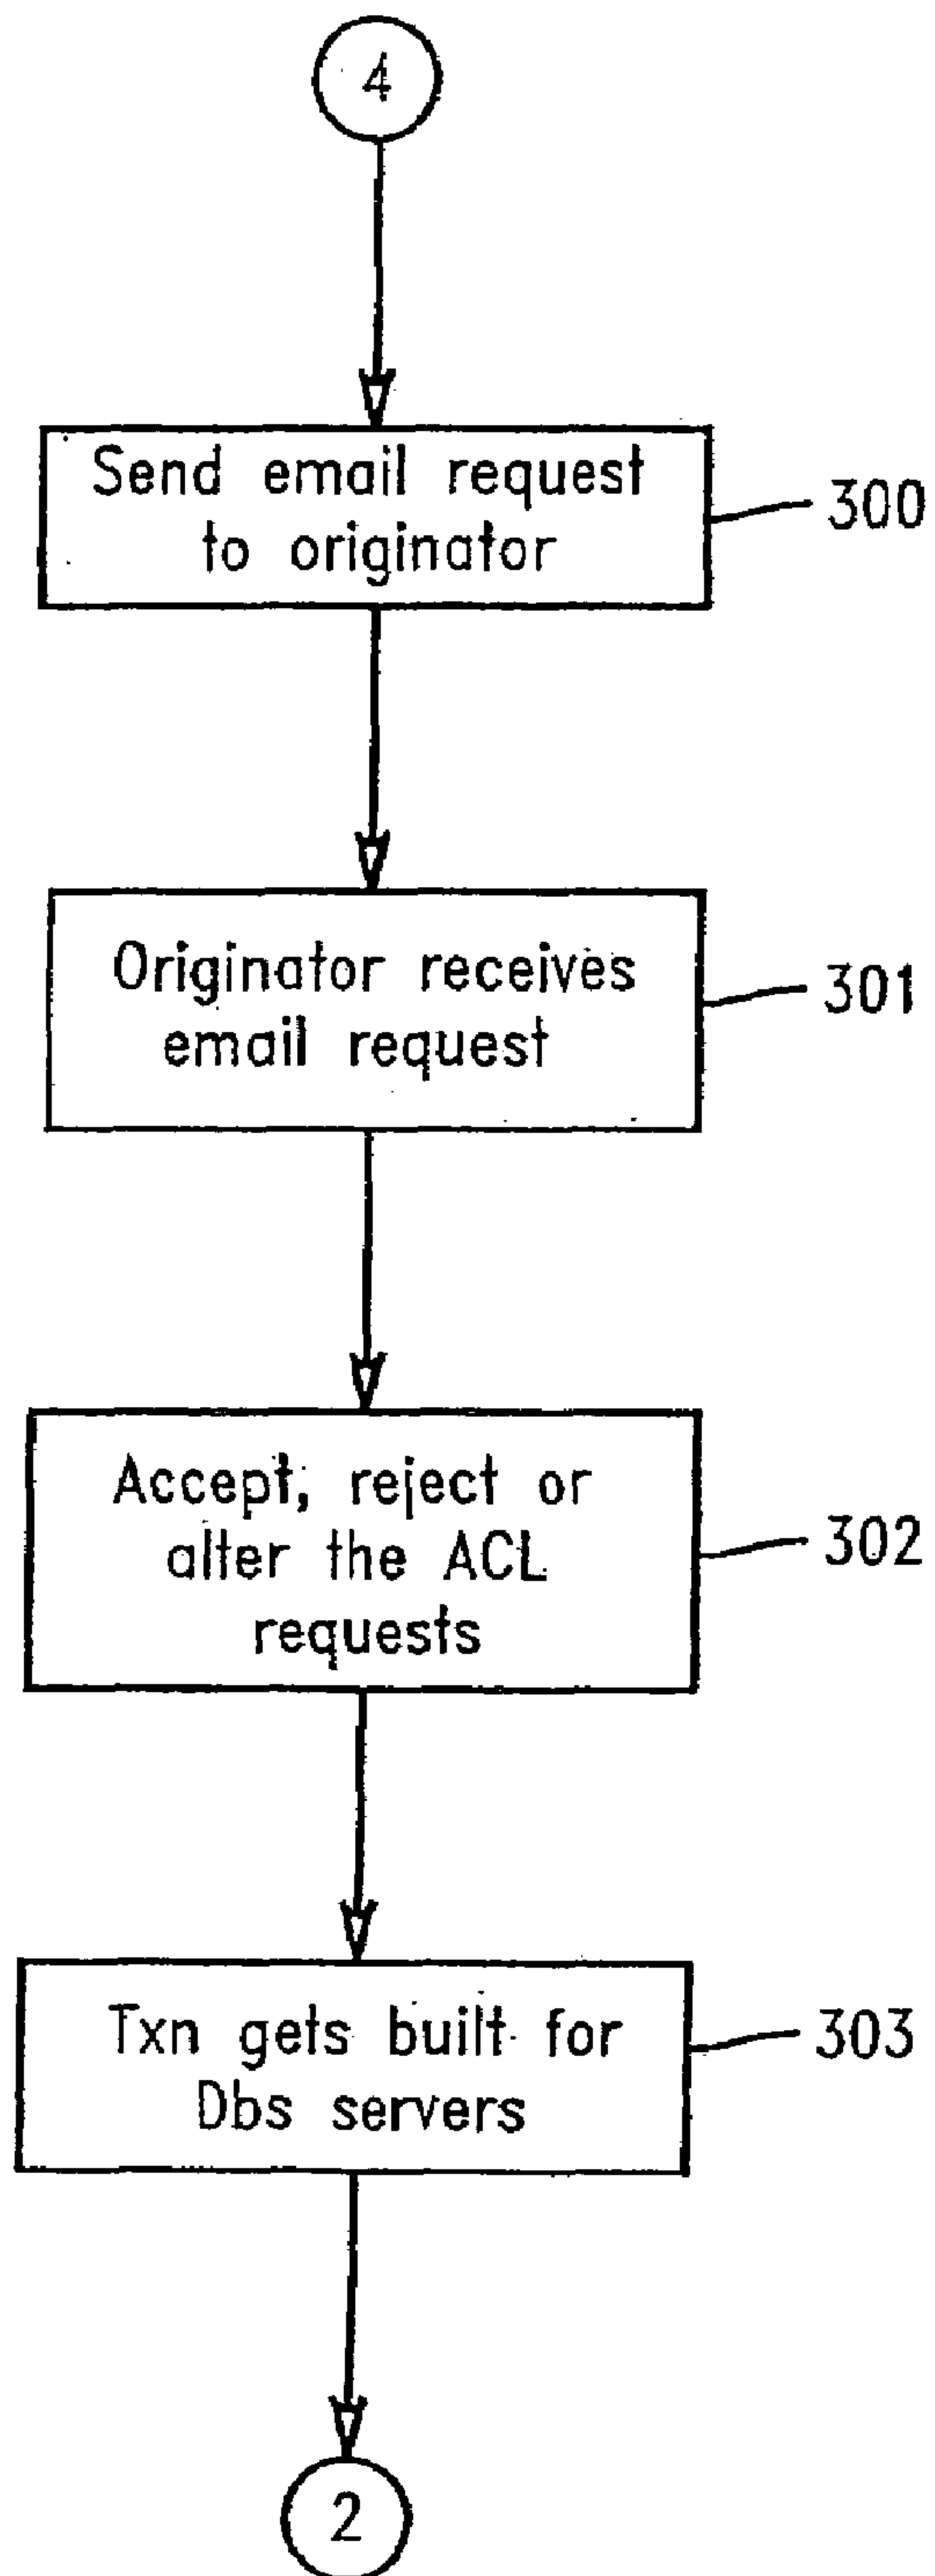 4
Send email request
to originator
300
Originator receives
email request
301
Accept, reject or
alter the ACL
requests
302
Txn gets built for
Dbs servers
303
2